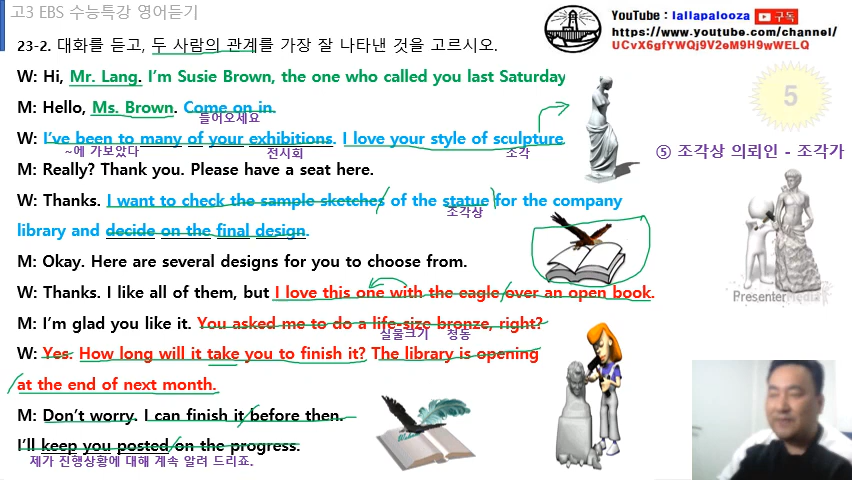 고3 EBS 수능특강 영어듣기
YouTube : lallapalooza 구독
https://www.youtube.com/channel/
UCvX6gfYWQj9V2eM9H9wWELQ
23-2. 대화를 듣고, 두 사람의 관계를 가장 잘 나타낸 것을 고르시오.
W: Hi, Mr. Lang. I'm Susie Brown, the one who called you last Saturday
5
M: Hello, Ms. Brown. Come on in.
들어오세요
W: I've been to many of your exhibitions. I love your style of sculpture
~에 가보았다 전시회 조각
⑤ 조각상 의뢰인 - 조각가
M: Really? Thank you. Please have a seat here.
W: Thanks. I want to check the sample sketches of the statue for the company
조각상
library and decide on the final design.
M: Okay. Here are several designs for you to choose from.
W: Thanks. I like all of them, but I love this one with the eagle over an open book.
PresenterMedia
M: I'm glad you like it. You asked me to do a life-size bronze, right?
실물크기 청동
W: Yes. How long will it take you to finish it? The library is opening
at the end of next month.
M: Don't worry. I can finish it before then.
I'll keep you posted on the progress.
제가 진행상황에 대해 계속 알려 드리죠.